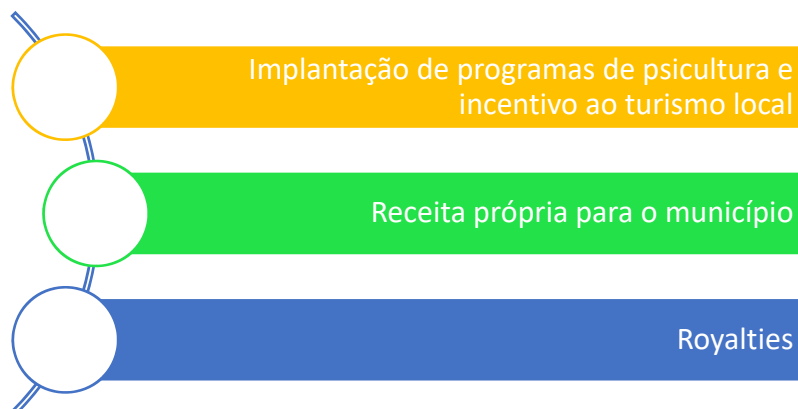 Implantação de programas de psicultura e
incentivo ao turismo local
Receita própria para o município
Royalties